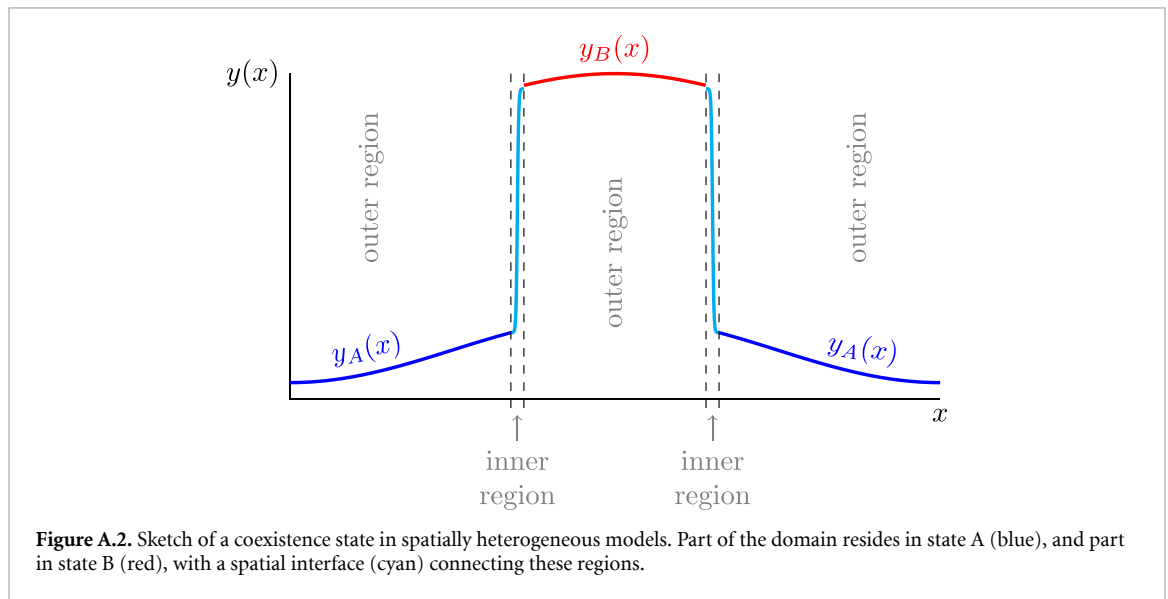 y_B(x)
y(x)
outer region
outer region
outer region
y_A(x)
y_A(x)
x
inner
region
inner
region
Figure A.2. Sketch of a coexistence state in spatially heterogeneous models. Part of the domain resides in state A (blue), and part
in state B (red), with a spatial interface (cyan) connecting these regions.